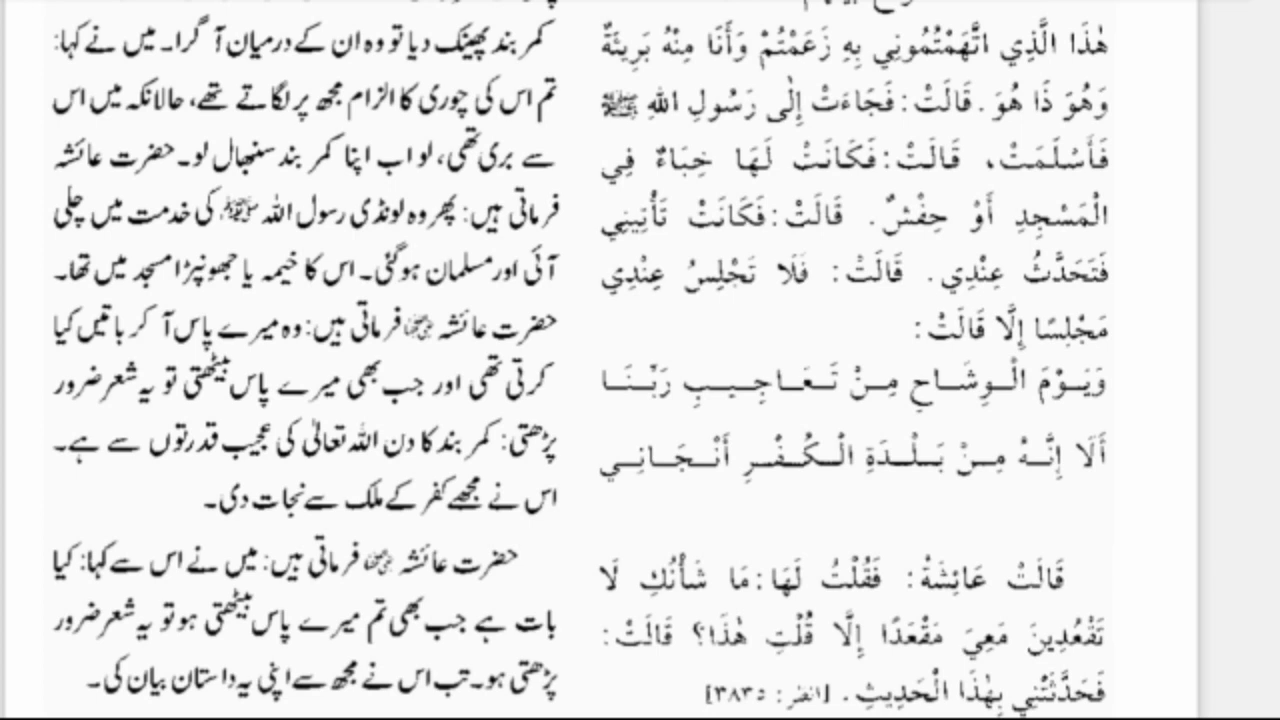 هٰذَا الَّذِي اتَّهَمْتُمُونِي بِهِ زَعَمْتُمْ وَأَنَا مِنْهُ بَرِيئَةٌ
وَهُوَ ذَا هُوَ. قَالَتْ: فَجَاءَتْ إِلٰى رَسُولِ اللهِ ﷺ
فَأَسْلَمَتْ، قَالَتْ: فَكَانَتْ لَهَا خِبَاءٌ فِي
الْمَسْجِدِ أَوْ حِفْشٌ. قَالَتْ: فَكَانَتْ تَأْتِينِي
فَتَحَدَّثُ عِنْدِي. قَالَتْ: فَلَا تَجْلِسُ عِنْدِي
مَجْلِسًا إِلَّا قَالَتْ:
وَيَوْمَ الْوِشَاحِ مِنْ تَعَاجِيبِ رَبِّنَا
أَلَا إِنَّهُ مِنْ بَلْدَةِ الْكُفْرِ أَنْجَانِي
قَالَتْ عَائِشَةُ: فَقُلْتُ لَهَا: مَا شَأْنُكِ لَا
تَقْعُدِينَ مَعِيَ مَقْعَدًا إِلَّا قُلْتِ هٰذَا؟ قَالَتْ:
فَحَدَّثَتْنِي بِهٰذَا الْحَدِيثِ. [انظر: ٣٨٣٥]
کمر بند پھینک دیا تو وہ ان کے درمیان آ گرا۔ میں نے کہا:
تم اس کی چوری کا الزام مجھ پر لگاتے تھے، حالانکہ میں اس
سے بری تھی، لو اب اپنا کمر بند سنبھال لو۔ حضرت عائشہ
فرماتی ہیں: پھر وہ لونڈی رسول اللہ ﷺ کی خدمت میں چلی
آئی اور مسلمان ہوگئی۔ اس کا خیمہ یا جھونپڑا مسجد میں تھا۔
حضرت عائشہ ؓ فرماتی ہیں: وہ میرے پاس آ کر باتیں کیا
کرتی تھی اور جب بھی میرے پاس بیٹھتی تو یہ شعر ضرور
پڑھتی: کمر بند کا دن اللہ تعالیٰ کی عجیب قدرتوں سے ہے۔
اس نے مجھے کفر کے ملک سے نجات دی۔
حضرت عائشہ ؓ فرماتی ہیں: میں نے اس سے کہا: کیا
بات ہے جب بھی تم میرے پاس بیٹھتی ہو تو یہ شعر ضرور
پڑھتی ہو۔ تب اس نے مجھ سے اپنی یہ داستان بیان کی۔